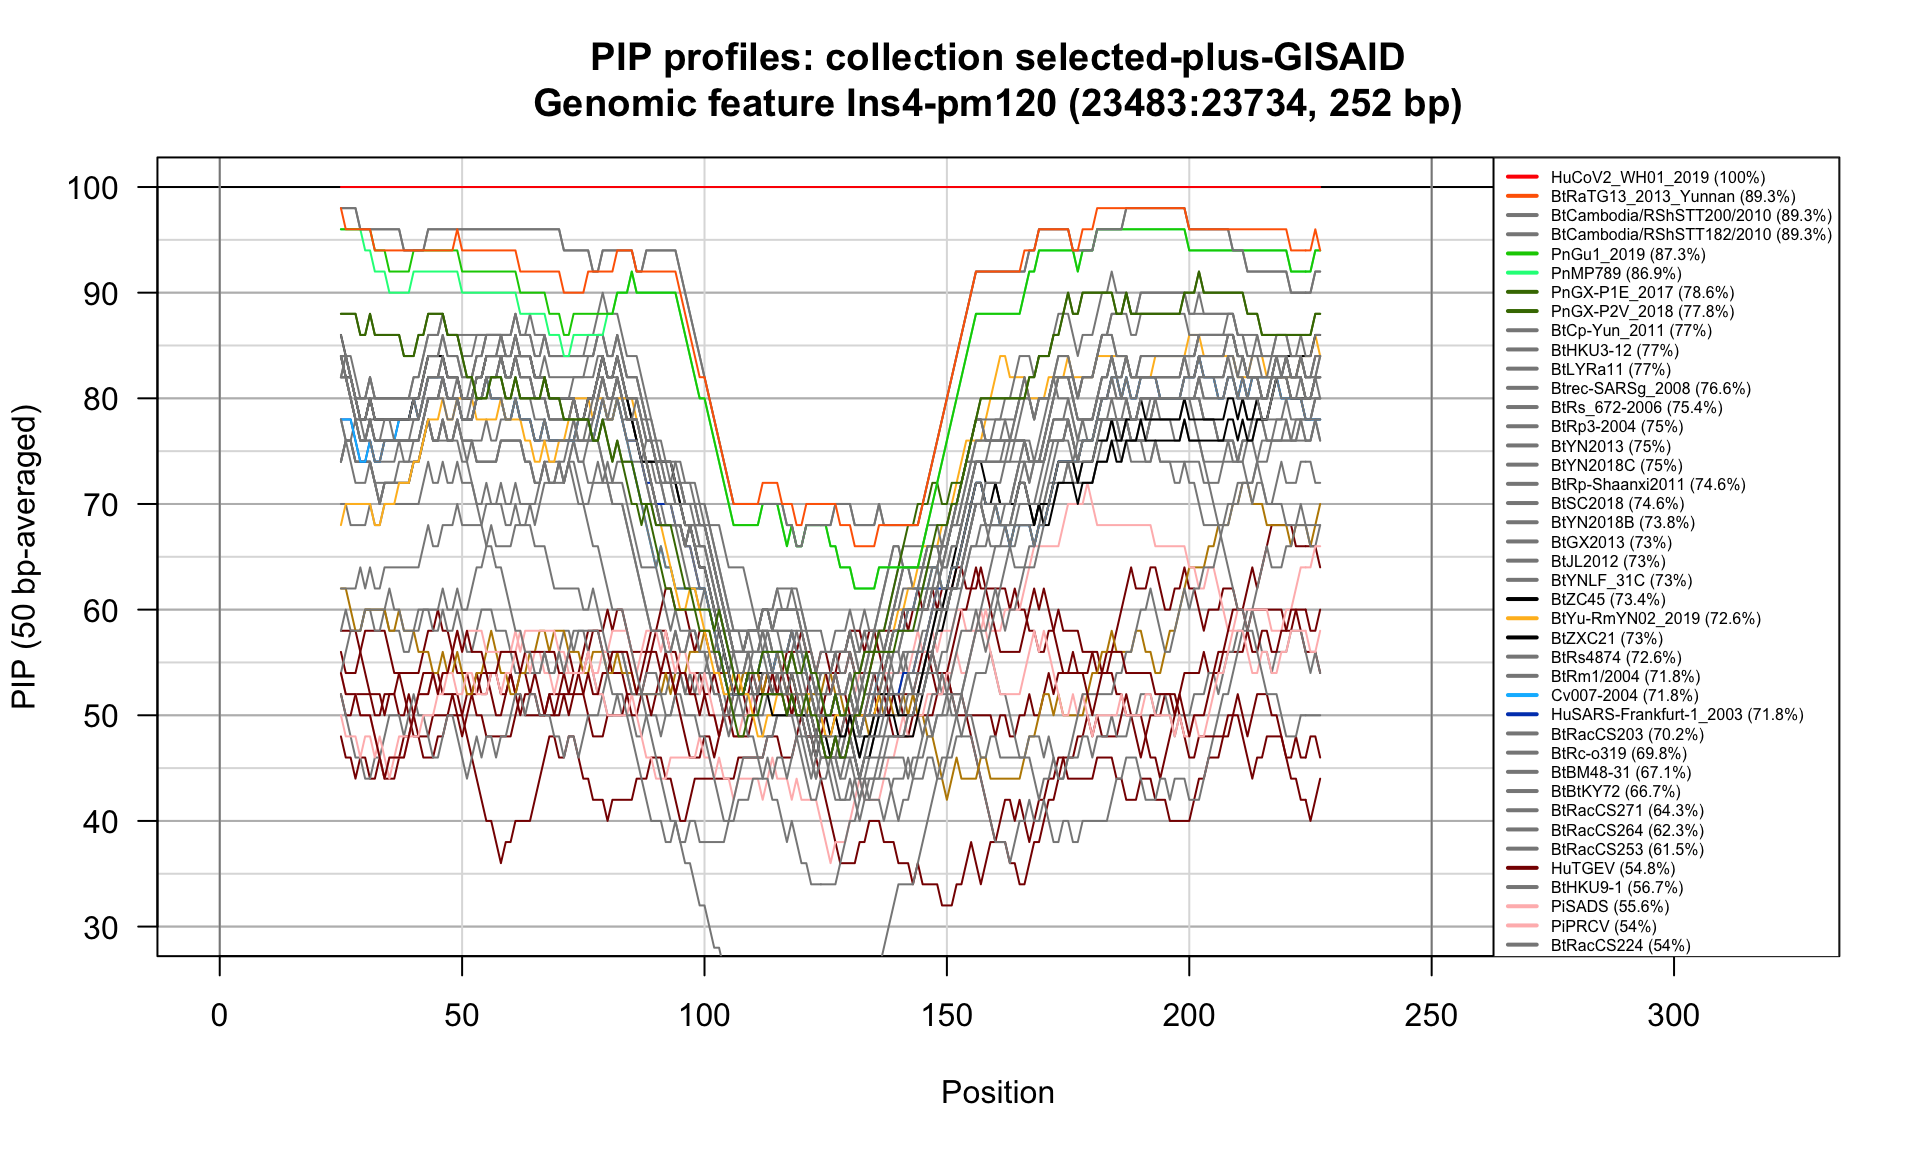 PIP profiles: collection selected-plus-GISAID
Genomic feature Ins4-pm120 (23483:23734, 252 bp)
PIP (50 bp-averaged)
100
90
80
70
60
50
40
30
0
50
100
150
200
250
300
Position
HuCoV2_WH01_2019 (100%)
BtRaTG13_2013_Yunnan (89.3%)
BtCambodia/RShSTT200/2010 (89.3%)
BtCambodia/RShSTT182/2010 (89.3%)
PnGu1_2019 (87.3%)
PnMP789 (86.9%)
PnGX-P1E_2017 (78.6%)
PnGX-P2V_2018 (77.8%)
BtCp-Yun_2011 (77%)
BtHKU3-12 (77%)
BtLYRa11 (77%)
Btrec-SARSg_2008 (76.6%)
BtRs_672-2006 (75.4%)
BtRp3-2004 (75%)
BtYN2013 (75%)
BtYN2018C (75%)
BtRp-Shaanxi2011 (74.6%)
BtSC2018 (74.6%)
BtYN2018B (73.8%)
BtGX2013 (73%)
BtJL2012 (73%)
BtYNLF_31C (73%)
BtZC45 (73.4%)
BtYu-RmYN02_2019 (72.6%)
BtZXC21 (73%)
BtRs4874 (72.6%)
BtRm1/2004 (71.8%)
Cv007-2004 (71.8%)
HuSARS-Frankfurt-1_2003 (71.8%)
BtRacCS203 (70.2%)
BtRc-o319 (69.8%)
BtBM48-31 (67.1%)
BtBtKY72 (66.7%)
BtRacCS271 (64.3%)
BtRacCS264 (62.3%)
BtRacCS253 (61.5%)
HuTGEV (54.8%)
BtHKU9-1 (56.7%)
PiSADS (55.6%)
PiPRCV (54%)
BtRacCS224 (54%)